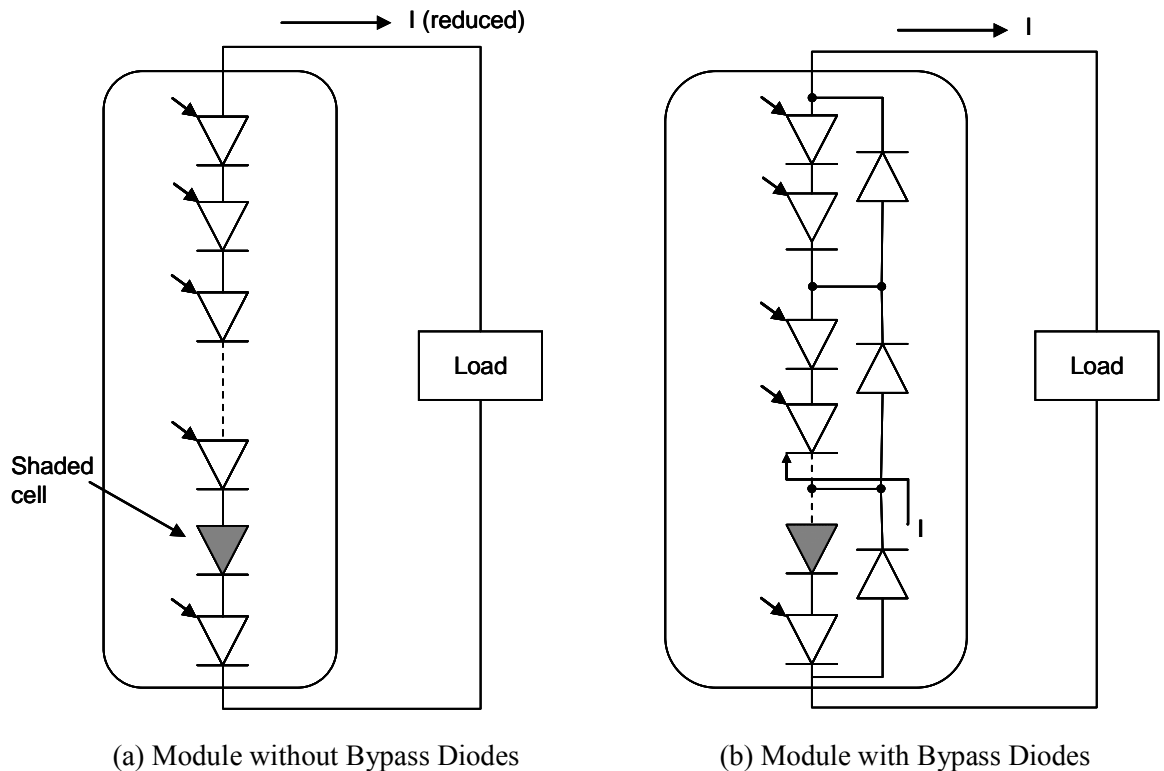 I (reduced)
Load
Shaded
cell
(a) Module without Bypass Diodes
I
Load
I
(b) Module with Bypass Diodes